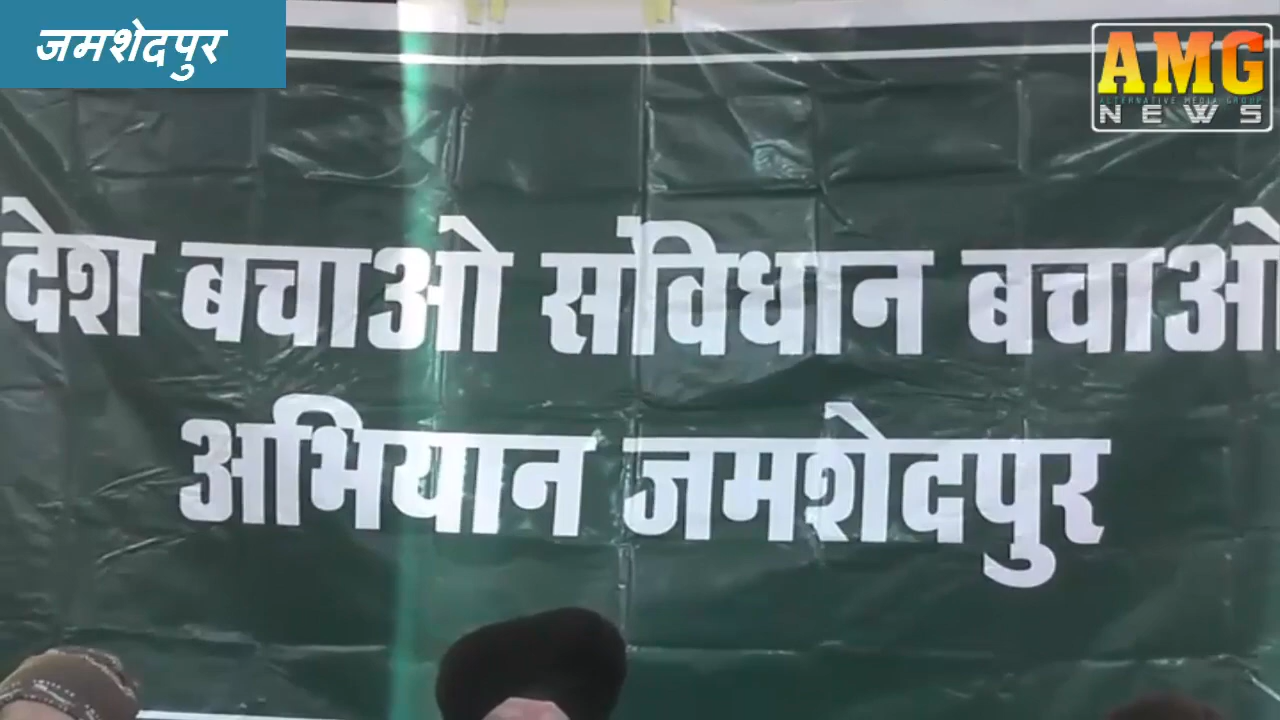 जमशेदपुर
AMG
ALTERNATIVE MEDIA GROUP
NEWS
देश बचाओ संविधान बचाओ
अभियान जमशेदपुर